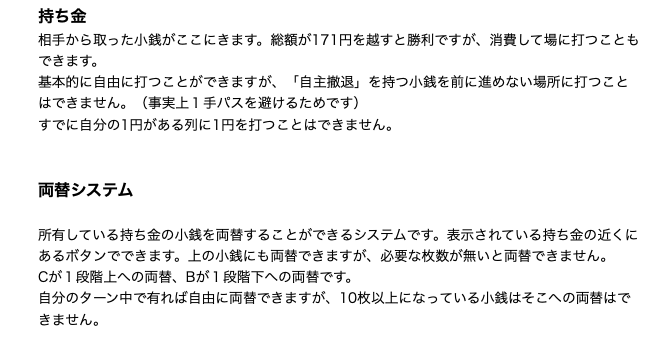 持ち金
相手から取った小銭がここにきます。総額が171円を越すと勝利ですが、消費して場に打つことも
できます。
基本的に自由に打つことができますが、「自主撤退」を持つ小銭を前に進めない場所に打つこと
はできません。（事実上１手パスを避けるためです）
すでに自分の1円がある列に1円を打つことはできません。
両替システム
所有している持ち金の小銭を両替することができるシステムです。表示されている持ち金の近くに
あるボタンでできます。上の小銭にも両替できますが、必要な枚数が無いと両替できません。
Cが１段階上への両替、Bが１段階下への両替です。
自分のターン中で有れば自由に両替できますが、10枚以上になっている小銭はそこへの両替はで
きません。